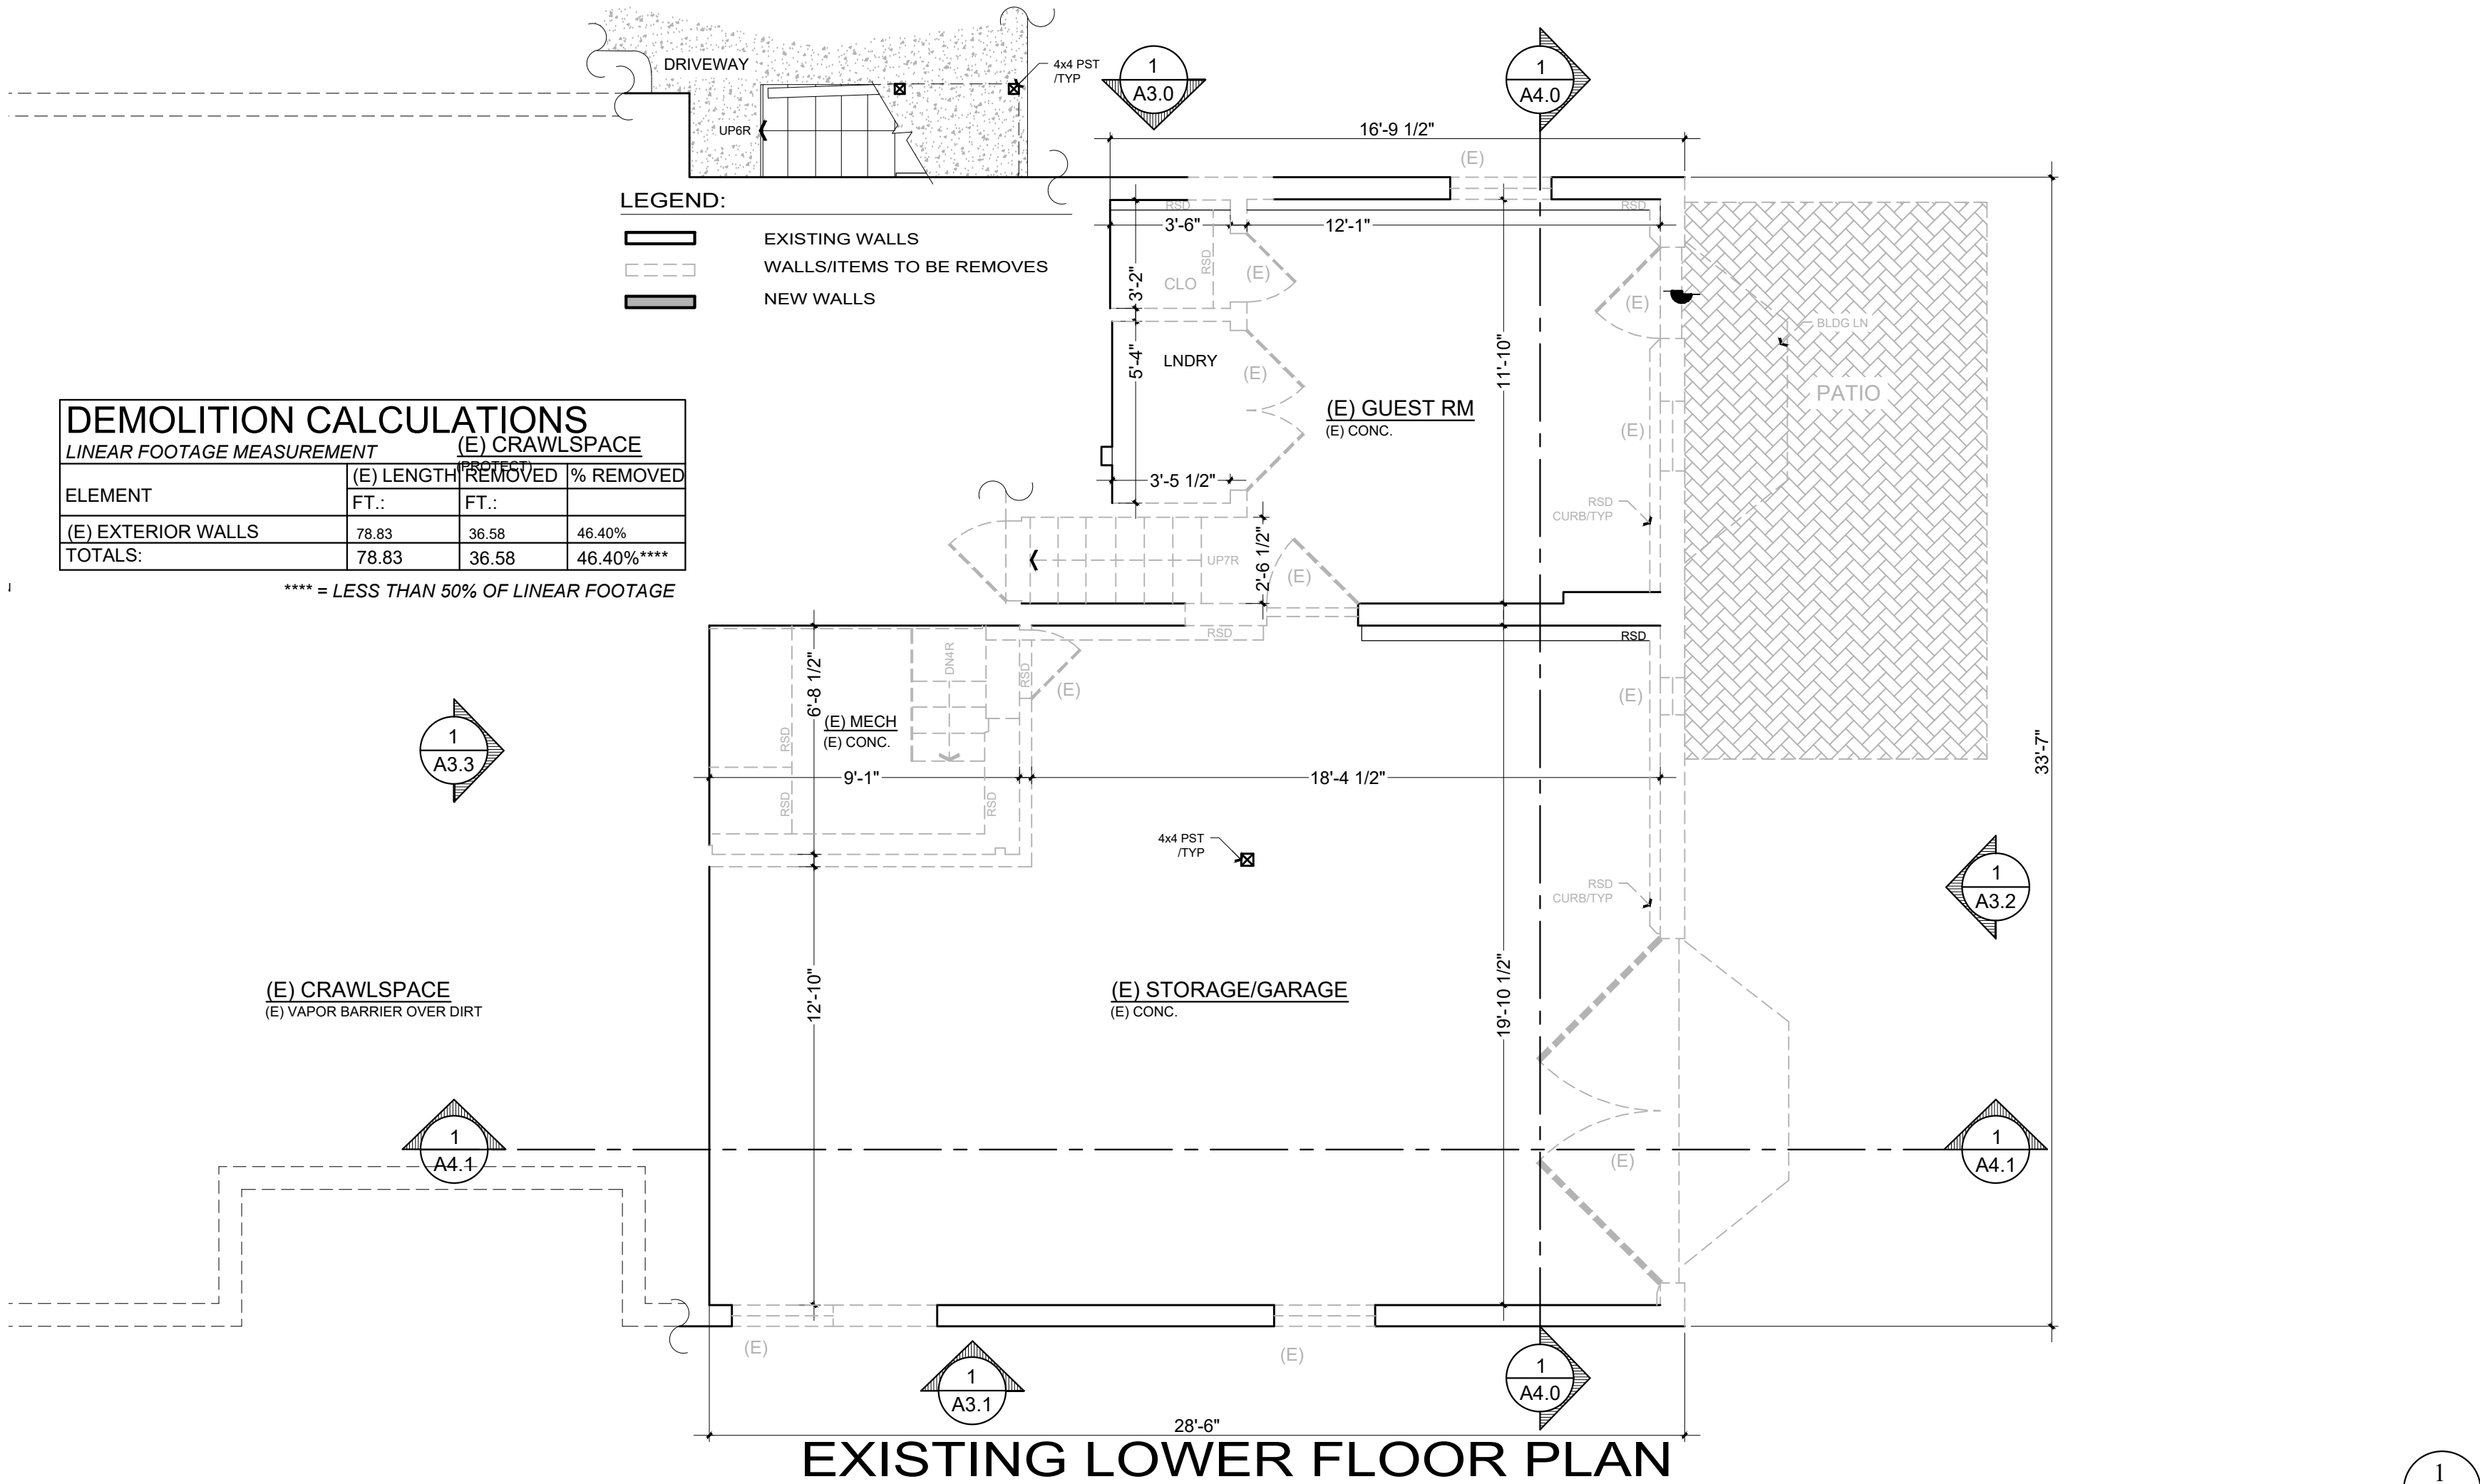 DRIVEWAY
4x4 PST
/TYP
UP6R
1
A3.0
1
A4.0
16'-9 1/2"
(E)
LEGEND:
EXISTING WALLS
WALLS/ITEMS TO BE REMOVES
NEW WALLS
RSD
RSD
3'-6"
12'-1"
RSD
3'-2"
CLO
(E)
(E)
BLDG LN
5'-4"
LNDRY
(E)
11'-10"
PATIO
(E) GUEST RM
(E) CONC.
(E)
DEMOLITION CALCULATIONS
LINEAR FOOTAGE MEASUREMENT
(E) CRAWLSPACE
(PROTECT)
ELEMENT
(E) LENGTH
REMOVED
% REMOVED
FT.:
FT.:
(E) EXTERIOR WALLS
78.83
36.58
46.40%
TOTALS:
78.83
36.58
46.40%****
**** = LESS THAN 50% OF LINEAR FOOTAGE
3'-5 1/2"
RSD
CURB/TYP
UP7R
2'-6 1/2"
(E)
RSD
RSD
6'-8 1/2"
DN4R
RSD
(E)
(E)
(E) MECH
(E) CONC.
RSD
1
A3.3
33'-7"
9'-1"
18'-4 1/2"
RSD
RSD
4x4 PST
/TYP
RSD
CURB/TYP
1
A3.2
12'-10"
19'-10 1/2"
(E) CRAWLSPACE
(E) VAPOR BARRIER OVER DIRT
(E) STORAGE/GARAGE
(E) CONC.
1
A4.1
(E)
1
A4.1
(E)
(E)
1
A3.1
1
A4.0
28'-6"
EXISTING LOWER FLOOR PLAN
1